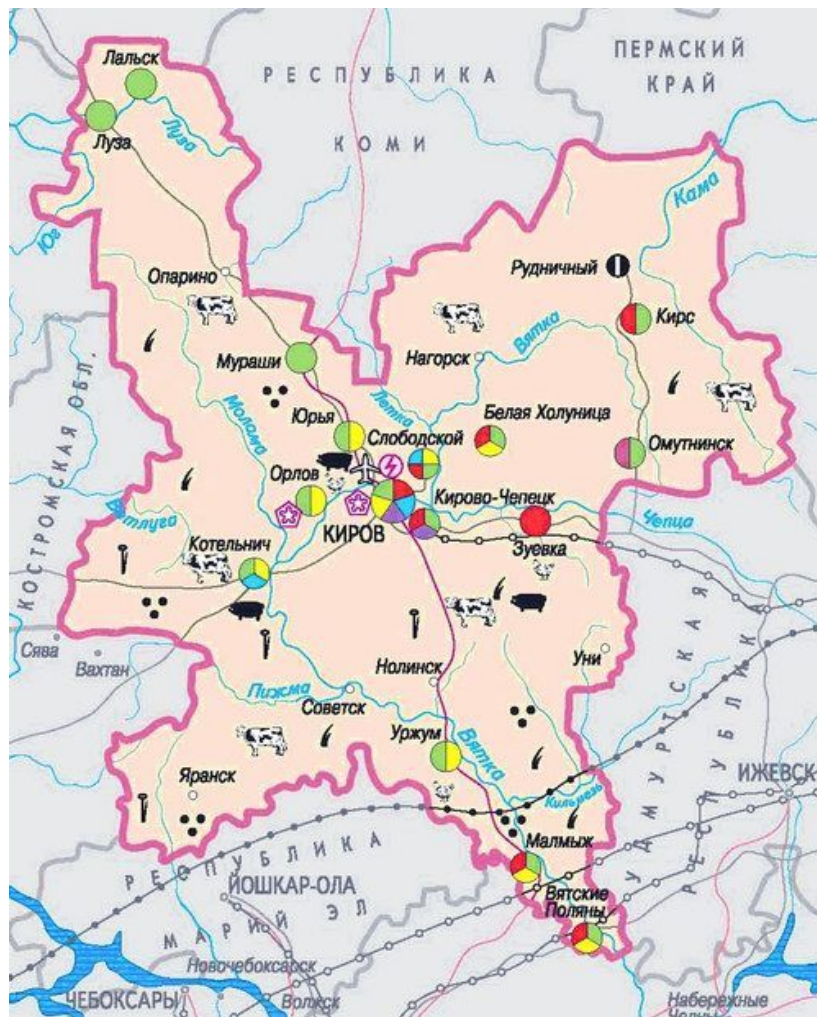 ПЕРМСКИЙ
КРАЙ
РЕСПУБЛИКА
КОМИ
Лальск
Луза
Луза
Юг
Кама
Опарино
Рудничный
Кирс
Вятка
Нагорск
Мураши
Летка
Молома
Юрья
Белая Холуница
Слободской
Омутнинск
Орлов
Кирово-Чепецк
Чепца
КОСТРОМСКАЯ ОБЛ.
Ветлуга
КИРОВ
Зуевка
Котельнич
Сява
Вахтан
Уни
Нолинск
Пижма
Советск
УДМУРТСКАЯ
РЕСПУБЛИК
Уржум
Вятка
ИЖЕВСК
Яранск
Кильмезь
Малмыж
РЕСПУБЛИКА
МАРИЙ ЭЛ
ЙОШКАР-ОЛА
Вятские
Поляны
Новочебоксарск
ЧЕБОКСАРЫ
Волжск
Набережные
Челны